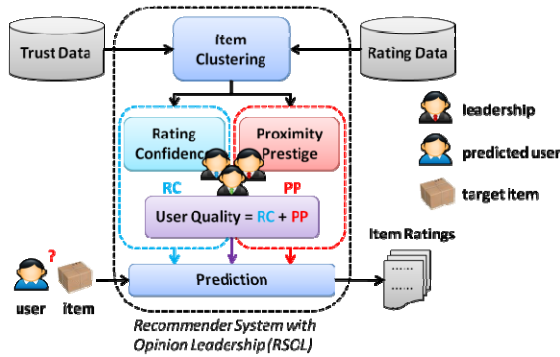 Trust Data
Item
Clustering
Rating Data
leadership
predicted user
target item
Rating
Confidence
Proximity
Prestige
RC
PP
User Quality = RC + PP
Item Ratings
......
......
?
user
item
Prediction
Recommender System with
Opinion Leadership (RSOL)